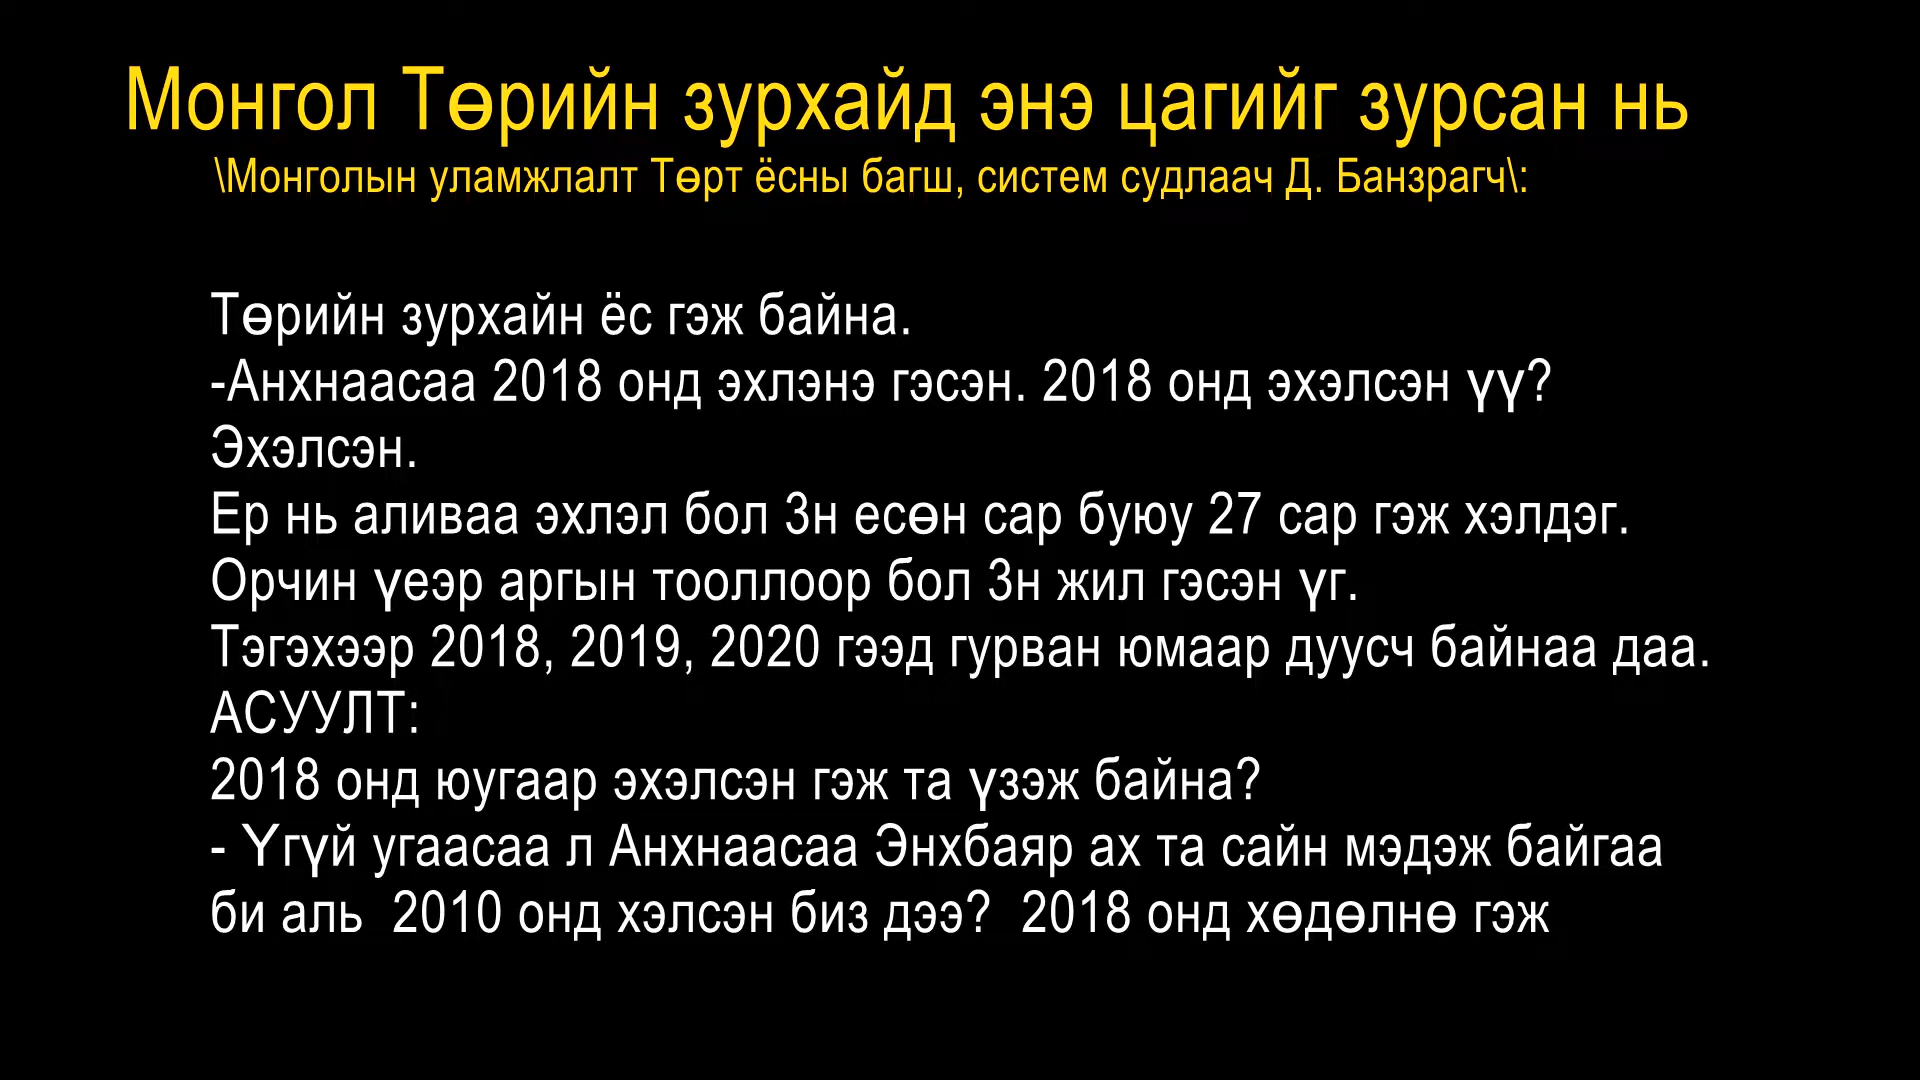 Монгол Төрийн зурхайд энэ цагийг зурсан нь
\Монголын уламжлалт Төрт ёсны багш, систем судлаач Д. Банзрагч\:
Төрийн зурхайн ёс гэж байна.
-Анхнаасаа 2018 онд эхлэнэ гэсэн. 2018 онд эхэлсэн үү?
Эхэлсэн.
Ер нь аливаа эхлэл бол 3н есөн сар буюу 27 сар гэж хэлдэг.
Орчин үеэр аргын тооллоор бол 3н жил гэсэн үг.
Тэгэхээр 2018, 2019, 2020 гээд гурван юмаар дуусч байнаа даа.
АСУУЛТ:
2018 онд юугаар эхэлсэн гэж та үзэж байна?
- Үгүй угаасаа л Анхнаасаа Энхбаяр ах та сайн мэдэж байгаа
би аль  2010 онд хэлсэн биз дээ?  2018 онд хөдөлнө гэж